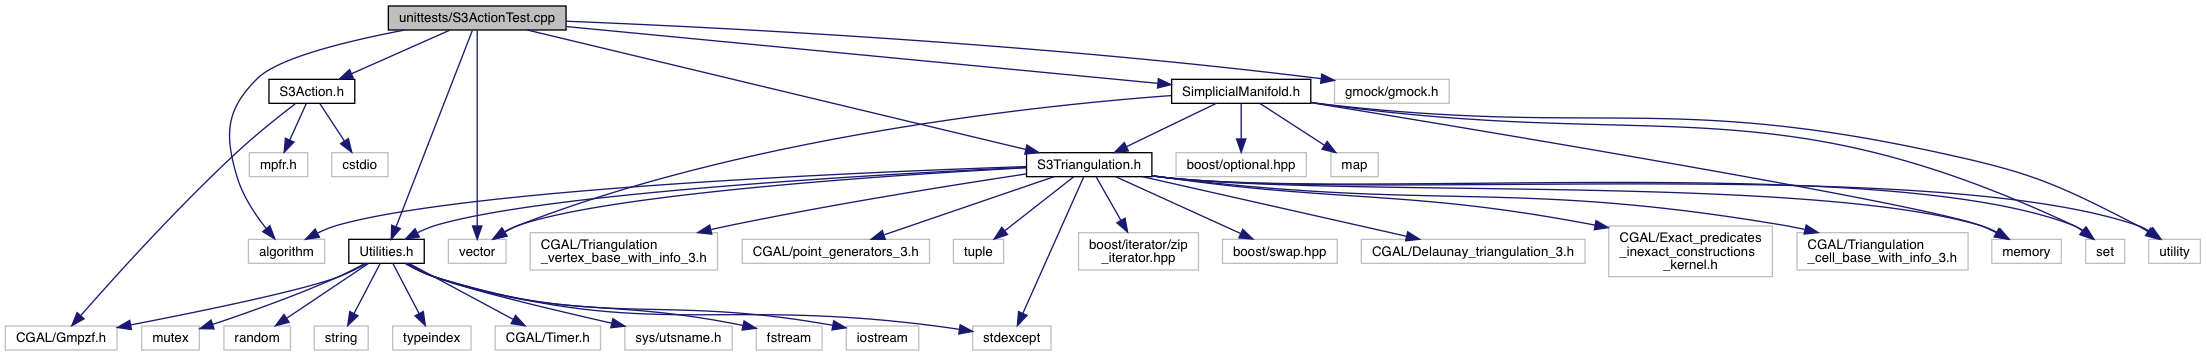 unittests/S3ActionTest.cpp
S3Action.h
SimplicialManifold.h
gmock/gmock.h
mpfr.h
cstdio
S3Triangulation.h
boost/optional.hpp
map
algorithm
Utilities.h
vector
CGAL/Triangulation
_vertex_base_with_info_3.h
CGAL/point_generators_3.h
tuple
boost/iterator/zip
_iterator.hpp
boost/swap.hpp
CGAL/Delaunay_triangulation_3.h
CGAL/Exact_predicates
_inexact_constructions
_kernel.h
CGAL/Triangulation
_cell_base_with_info_3.h
memory
set
utility
CGAL/Gmpzf.h
mutex
random
string
typeindex
CGAL/Timer.h
sys/utsname.h
fstream
iostream
stdexcept